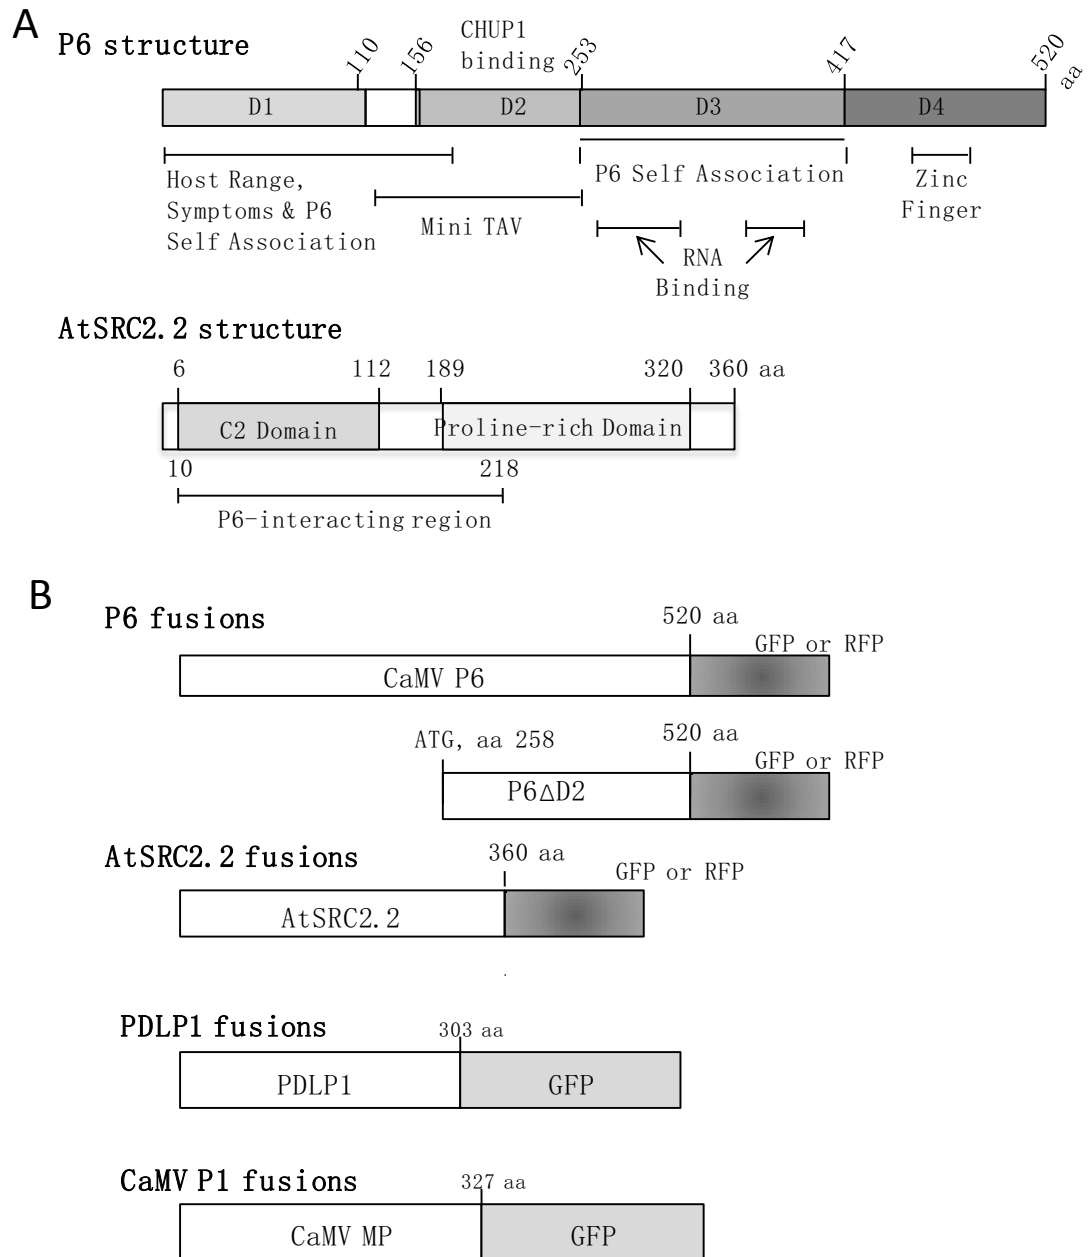 A
P6 structure
110
156
CHUP1
binding
253
417
520
aa
D1
D2
D3
D4
Host Range,
Symptoms & P6
Self Association
Mini TAV
P6 Self Association
RNA
Binding
Zinc
Finger
AtSRC2.2 structure
6
112
189
320
360 aa
C2 Domain
Proline-rich Domain
10
218
P6-interacting region
B
P6 fusions
520 aa
GFP or RFP
CaMV P6
ATG, aa 258
520 aa
GFP or RFP
P6△D2
AtSRC2.2 fusions
360 aa
GFP or RFP
AtSRC2.2
PDLP1 fusions
303 aa
PDLP1
GFP
CaMV P1 fusions
327 aa
CaMV MP
GFP